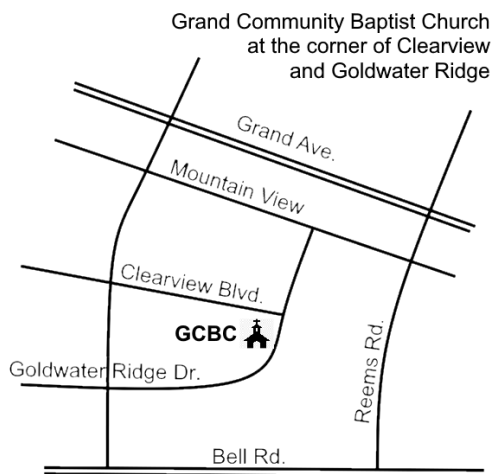 Grand Community Baptist Church
at the corner of Clearview
and Goldwater Ridge
Grand Ave.
Mountain View
Clearview Blvd.
GCBC
Goldwater Ridge Dr.
Reems Rd.
Bell Rd.